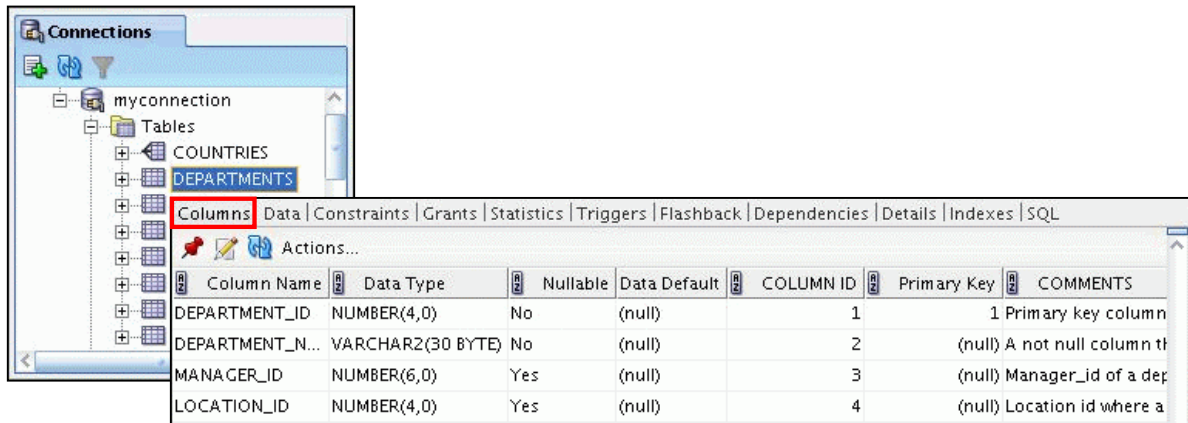 Connections
myconnection
Tables
COUNTRIES
DEPARTMENTS
Columns Data Constraints Grants Statistics Triggers Flashback Dependencies Details Indexes SQL
Actions...
Column Name Data Type Nullable Data Default COLUMN ID Primary Key COMMENTS
DEPARTMENT_ID NUMBER(4,0) No (null) 1 1 Primary key column
DEPARTMENT_N... VARCHAR2(30 BYTE) No (null) 2 (null) A not null column th
MANAGER_ID NUMBER(6,0) Yes (null) 3 (null) Manager_id of a dep
LOCATION_ID NUMBER(4,0) Yes (null) 4 (null) Location id where a